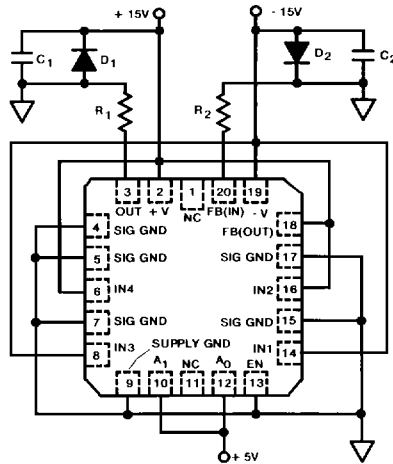 + 15V
- 15V
C1
D1
D2
C2
R1
R2
3
2
1
20
19
OUT
+ V
NC
FB(IN)
- V
4
SIG GND
FB(OUT)
18
5
SIG GND
SIG GND
17
6
IN4
IN2
16
7
SIG GND
SIG GND
15
8
IN3
SUPPLY GND
IN1
14
A1
NC
A0
EN
9
10
11
12
13
+ 5V